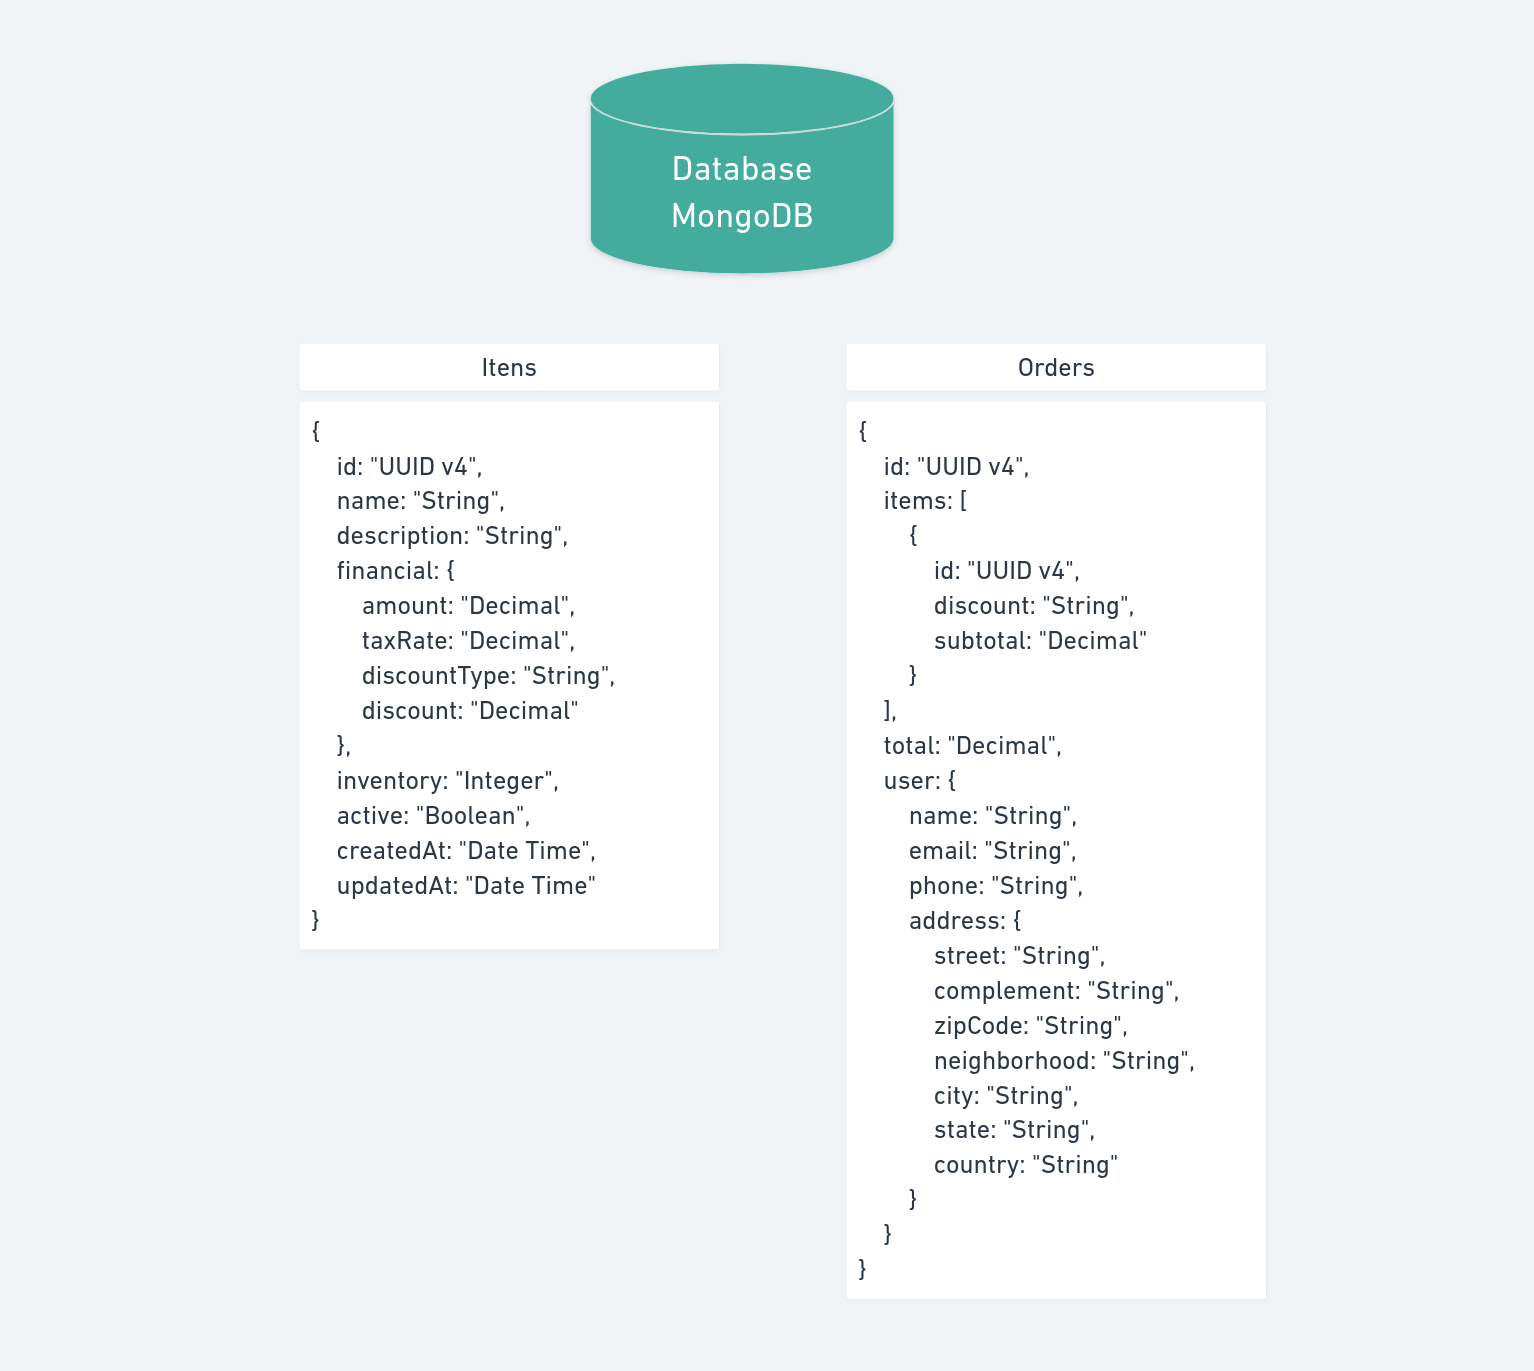 Database
MongoDB
Itens
{
id: "UUID v4",
name: "String",
description: "String",
financial: {
amount: "Decimal",
taxRate: "Decimal",
discountType: "String",
discount: "Decimal"
},
inventory: "Integer",
active: "Boolean",
createdAt: "Date Time",
updatedAt: "Date Time"
}
Orders
{
id: "UUID v4",
items: [
{
id: "UUID v4",
discount: "String",
subtotal: "Decimal"
}
],
total: "Decimal",
user: {
name: "String",
email: "String",
phone: "String",
address: {
street: "String",
complement: "String",
zipCode: "String",
neighborhood: "String",
city: "String",
state: "String",
country: "String"
}
}
}